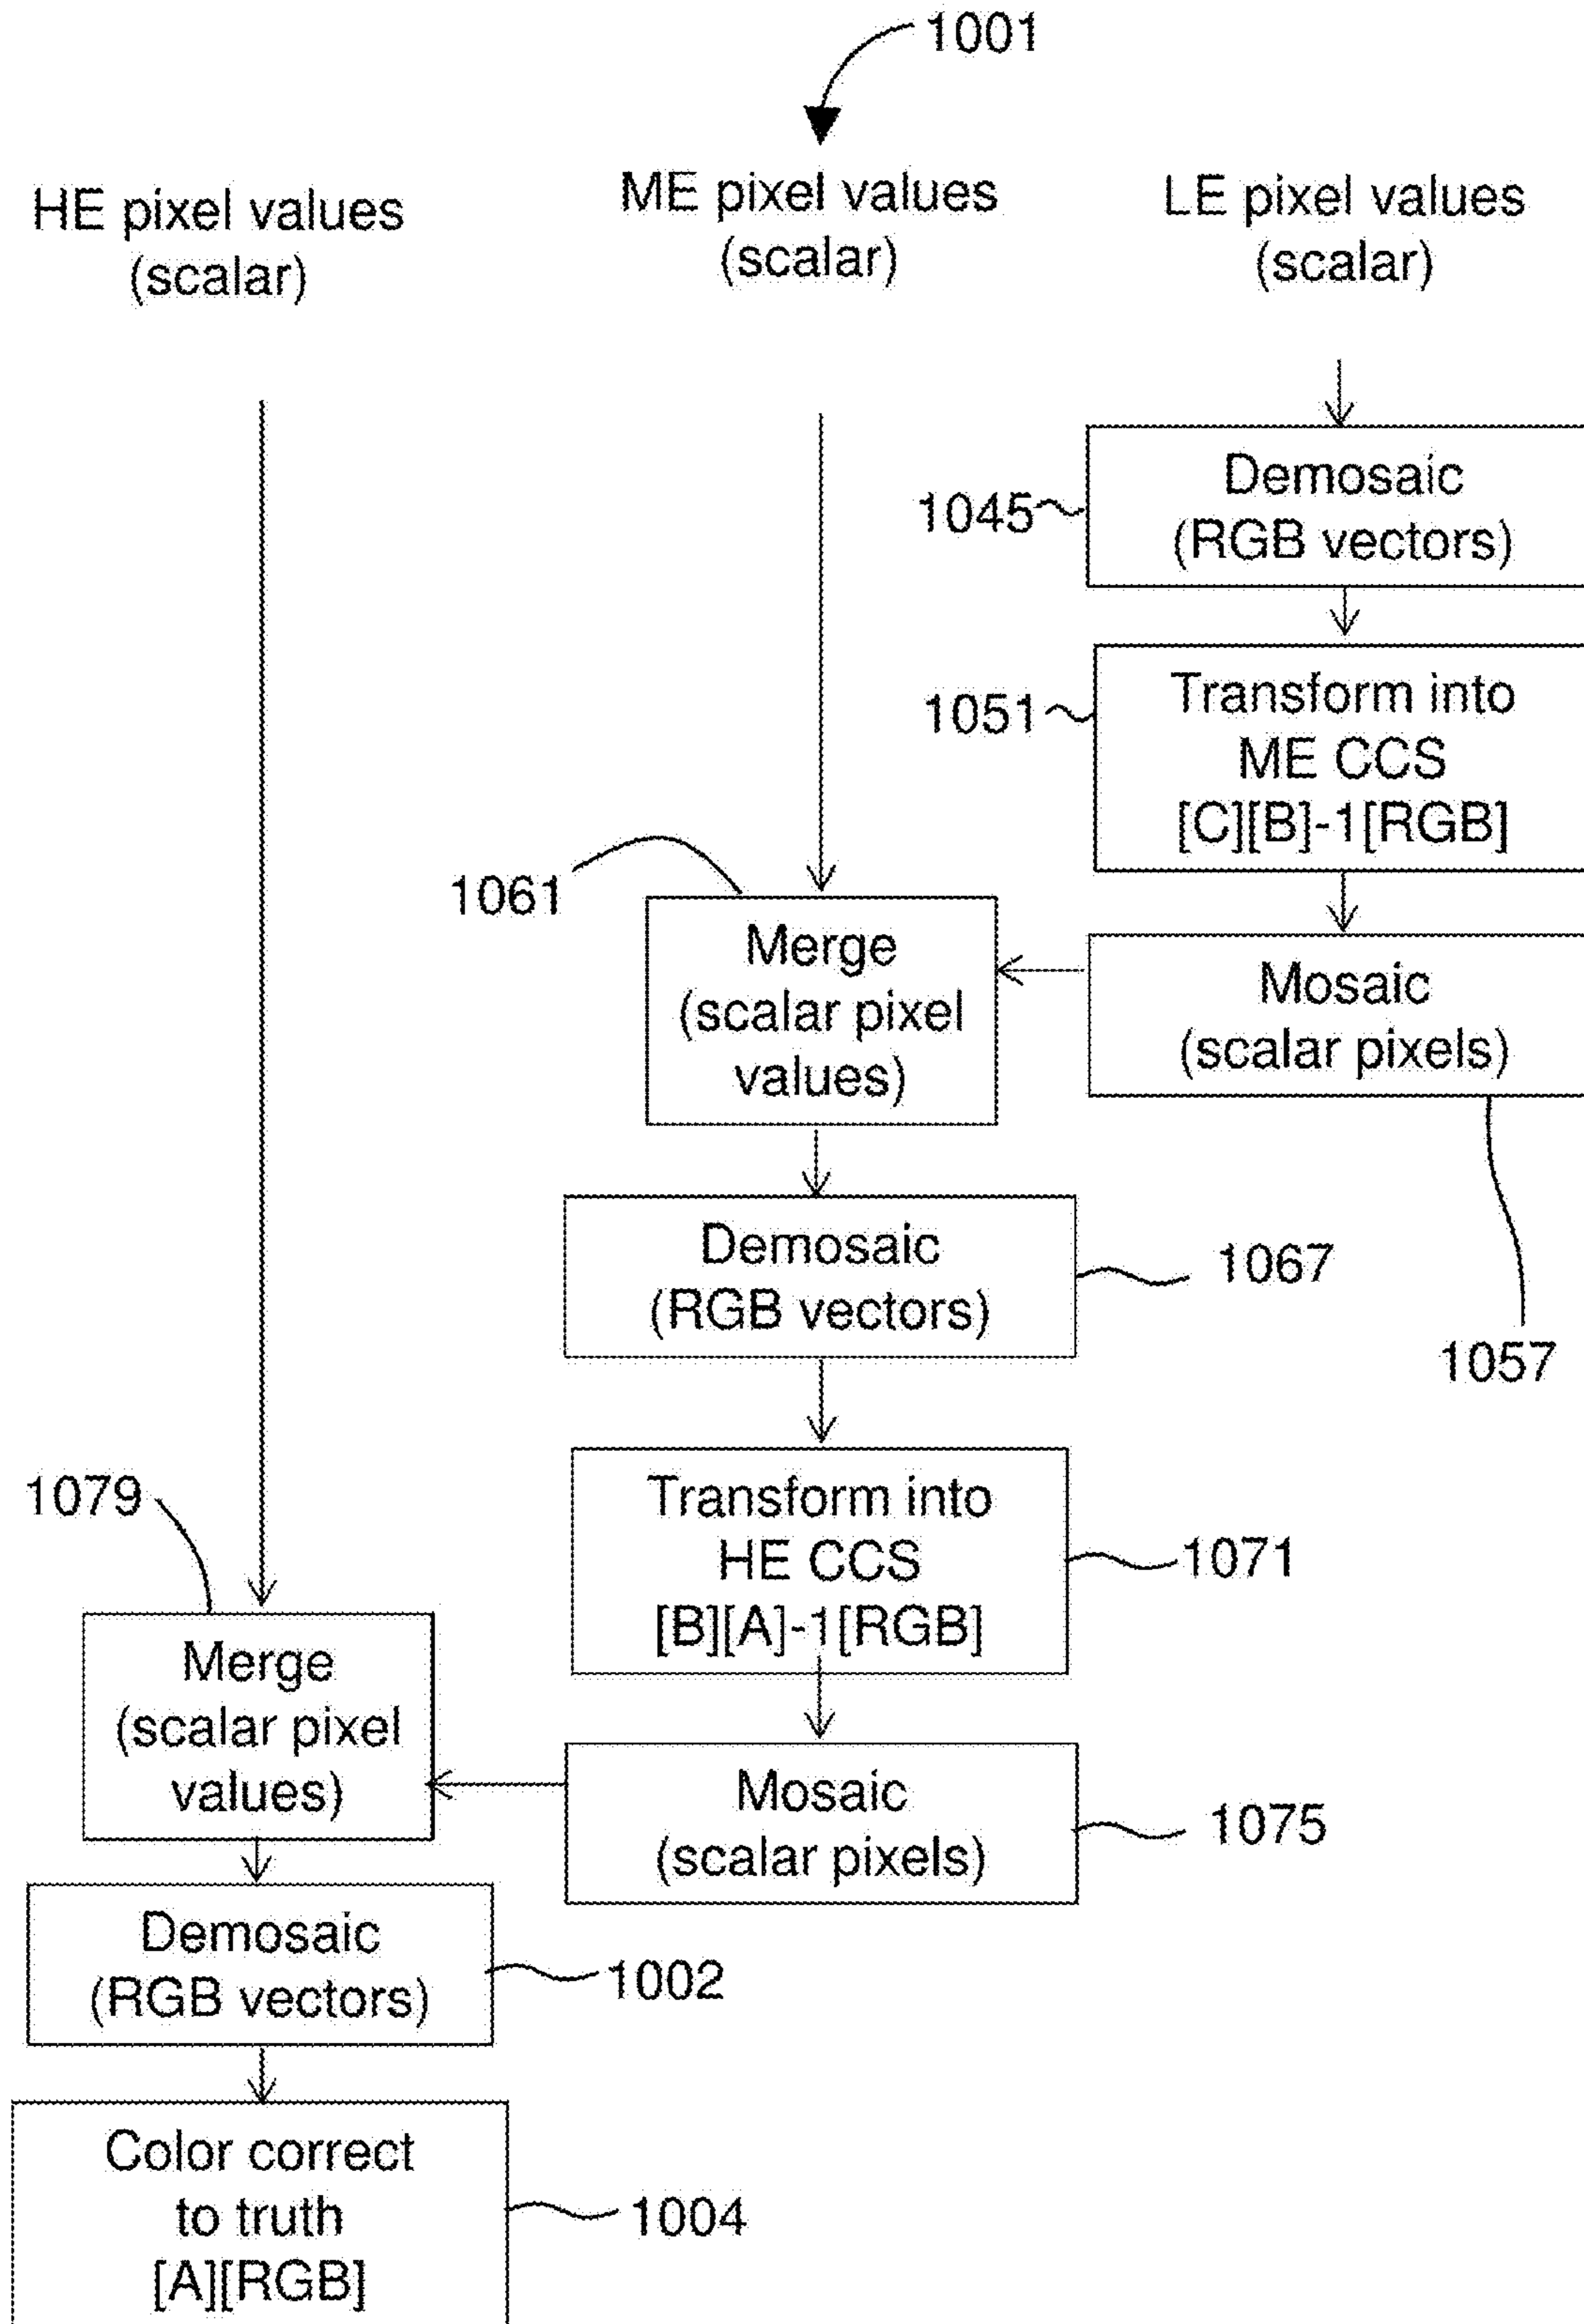 1001
HE pixel values
(scalar)
ME pixel values
(scalar)
LE pixel values
(scalar)
1045
Demosaic
(RGB vectors)
1051
Transform into
ME CCS
[C][B]-1[RGB]
1061
Merge
(scalar pixel
values)
Mosaic
(scalar pixels)
1057
Demosaic
(RGB vectors)
1067
Transform into
HE CCS
[B][A]-1[RGB]
1071
1079
Merge
(scalar pixel
values)
Mosaic
(scalar pixels)
1075
Demosaic
(RGB vectors)
1002
Color correct
to truth
[A][RGB]
1004